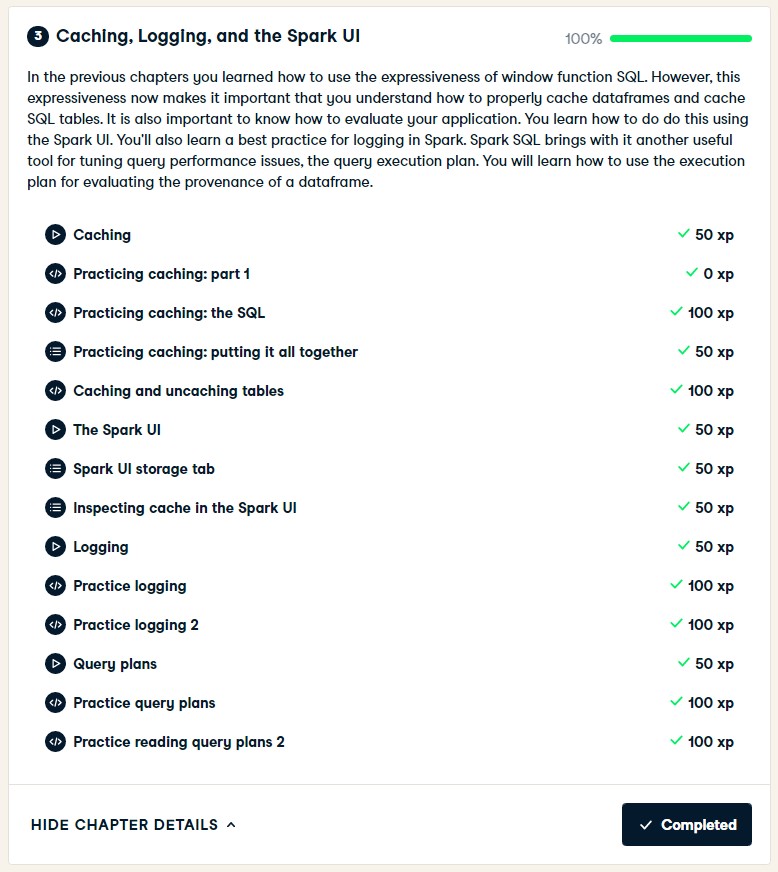 3 Caching, Logging, and the Spark UI 100%
In the previous chapters you learned how to use the expressiveness of window function SQL. However, this
expressiveness now makes it important that you understand how to properly cache dataframes and cache
SQL tables. It is also important to know how to evaluate your application. You learn how to do do this using
the Spark UI. You'll also learn a best practice for logging in Spark. Spark SQL brings with it another useful
tool for tuning query performance issues, the query execution plan. You will learn how to use the execution
plan for evaluating the provenance of a dataframe.
Caching 50 xp
Practicing caching: part 1 0 xp
Practicing caching: the SQL 100 xp
Practicing caching: putting it all together 50 xp
Caching and uncaching tables 100 xp
The Spark UI 50 xp
Spark UI storage tab 50 xp
Inspecting cache in the Spark UI 50 xp
Logging 50 xp
Practice logging 100 xp
Practice logging 2 100 xp
Query plans 50 xp
Practice query plans 100 xp
Practice reading query plans 2 100 xp
HIDE CHAPTER DETAILS Completed